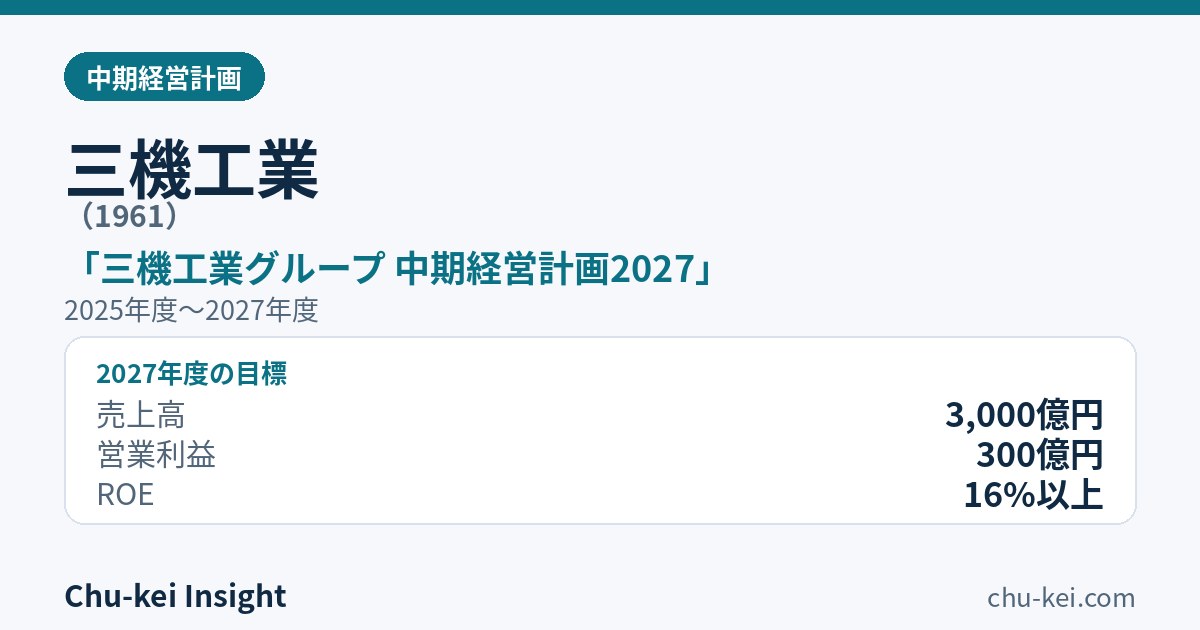 中期経営計画
三機工業
（1961）
「三機工業グループ 中期経営計画2027」
2025年度～2027年度
2027年度の目標
売上高 3,000億円
営業利益 300億円
ROE 16%以上
Chu-kei Insight chu-kei.com